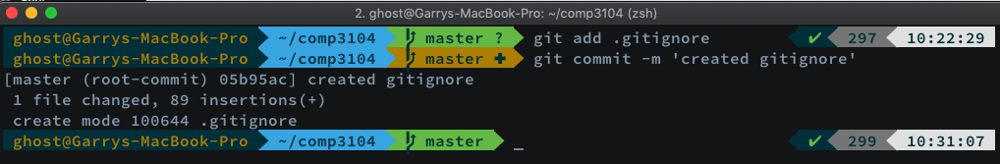 2. ghost@Garrys-MacBook-Pro: ~/comp3104 (zsh)
ghost@Garrys-MacBook-Pro ~/comp3104 master ? git add .gitignore ✔ 297 10:22:29
ghost@Garrys-MacBook-Pro ~/comp3104 master ✚ git commit -m 'created gitignore'
[master (root-commit) 05b95ac] created gitignore
1 file changed, 89 insertions(+)
create mode 100644 .gitignore
ghost@Garrys-MacBook-Pro ~/comp3104 master _ ✔ 299 10:31:07